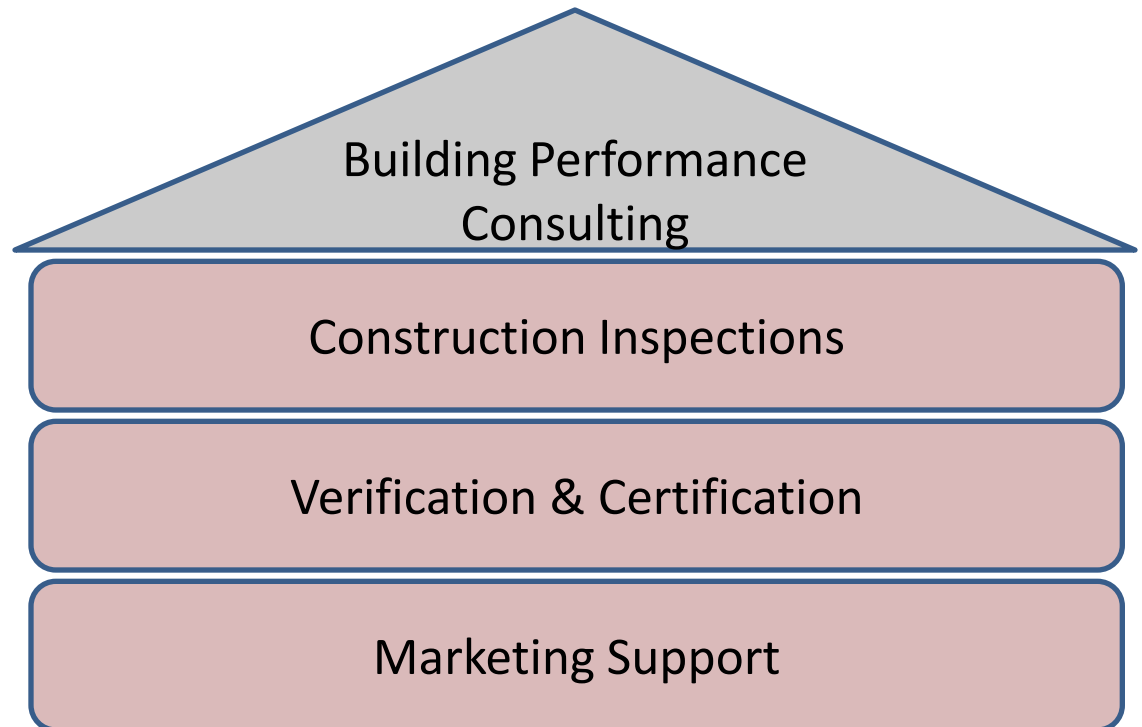 Building Performance
Consulting
Construction Inspections
Verification & Certification
Marketing Support